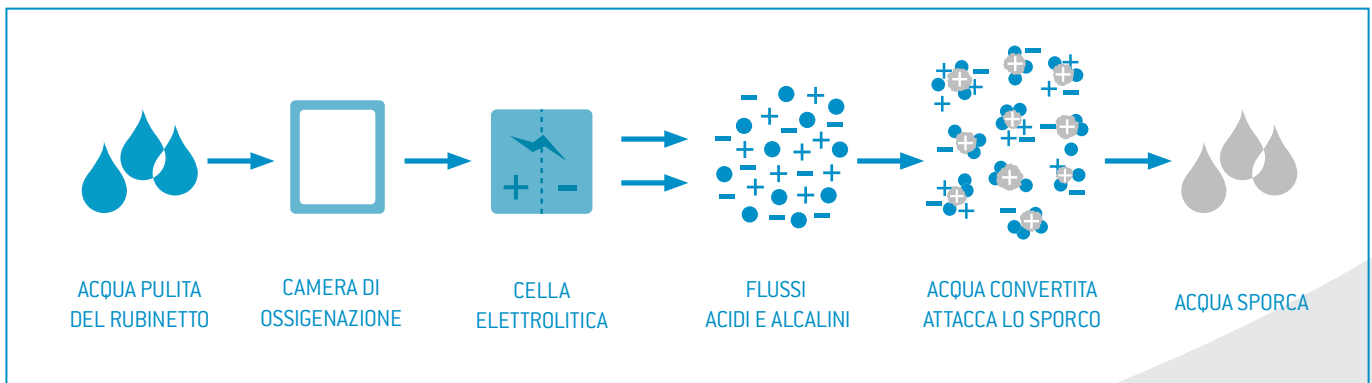 ACQUA PULITA
DEL RUBINETTO
CAMERA DI
OSSIGENAZIONE
CELLA
ELETTROLITICA
FLUSSI
ACIDI E ALCALINI
ACQUA CONVERTITA
ATTACCA LO SPORCO
ACQUA SPORCA